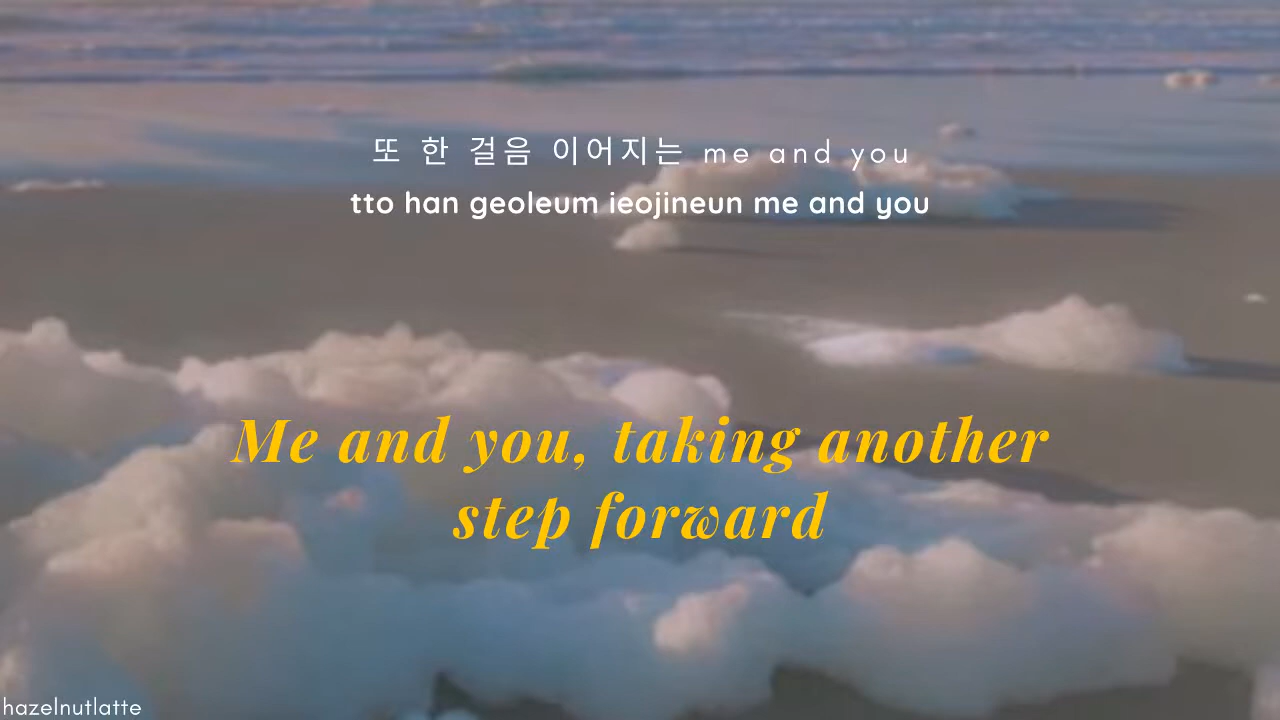 또 한 걸음 이어지는 me and you
tto han geoleum ieojineun me and you
Me and you, taking another
step forward
hazelnutlatte